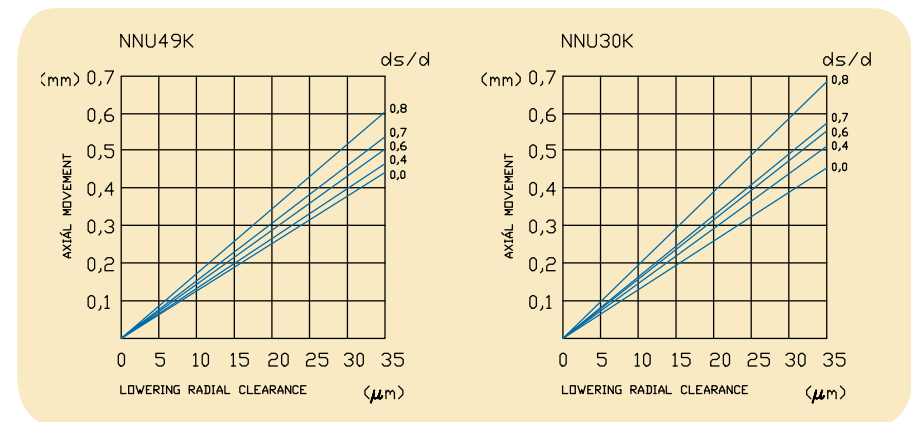 NNU49K
ds/d
(mm) 0,7
0,6
0,5
0,4
0,3
0,2
0,1
AXIÁL MOVEMENT
0,8
0,7
0,6
0,4
0,0
0 5 10 15 20 25 30 35
LOWERING RADIAL CLEARANCE (μm)
NNU30K
ds/d
(mm) 0,7
0,6
0,5
0,4
0,3
0,2
0,1
AXIÁL MOVEMENT
0,8
0,7
0,6
0,4
0,0
0 5 10 15 20 25 30 35
LOWERING RADIAL CLEARANCE (μm)